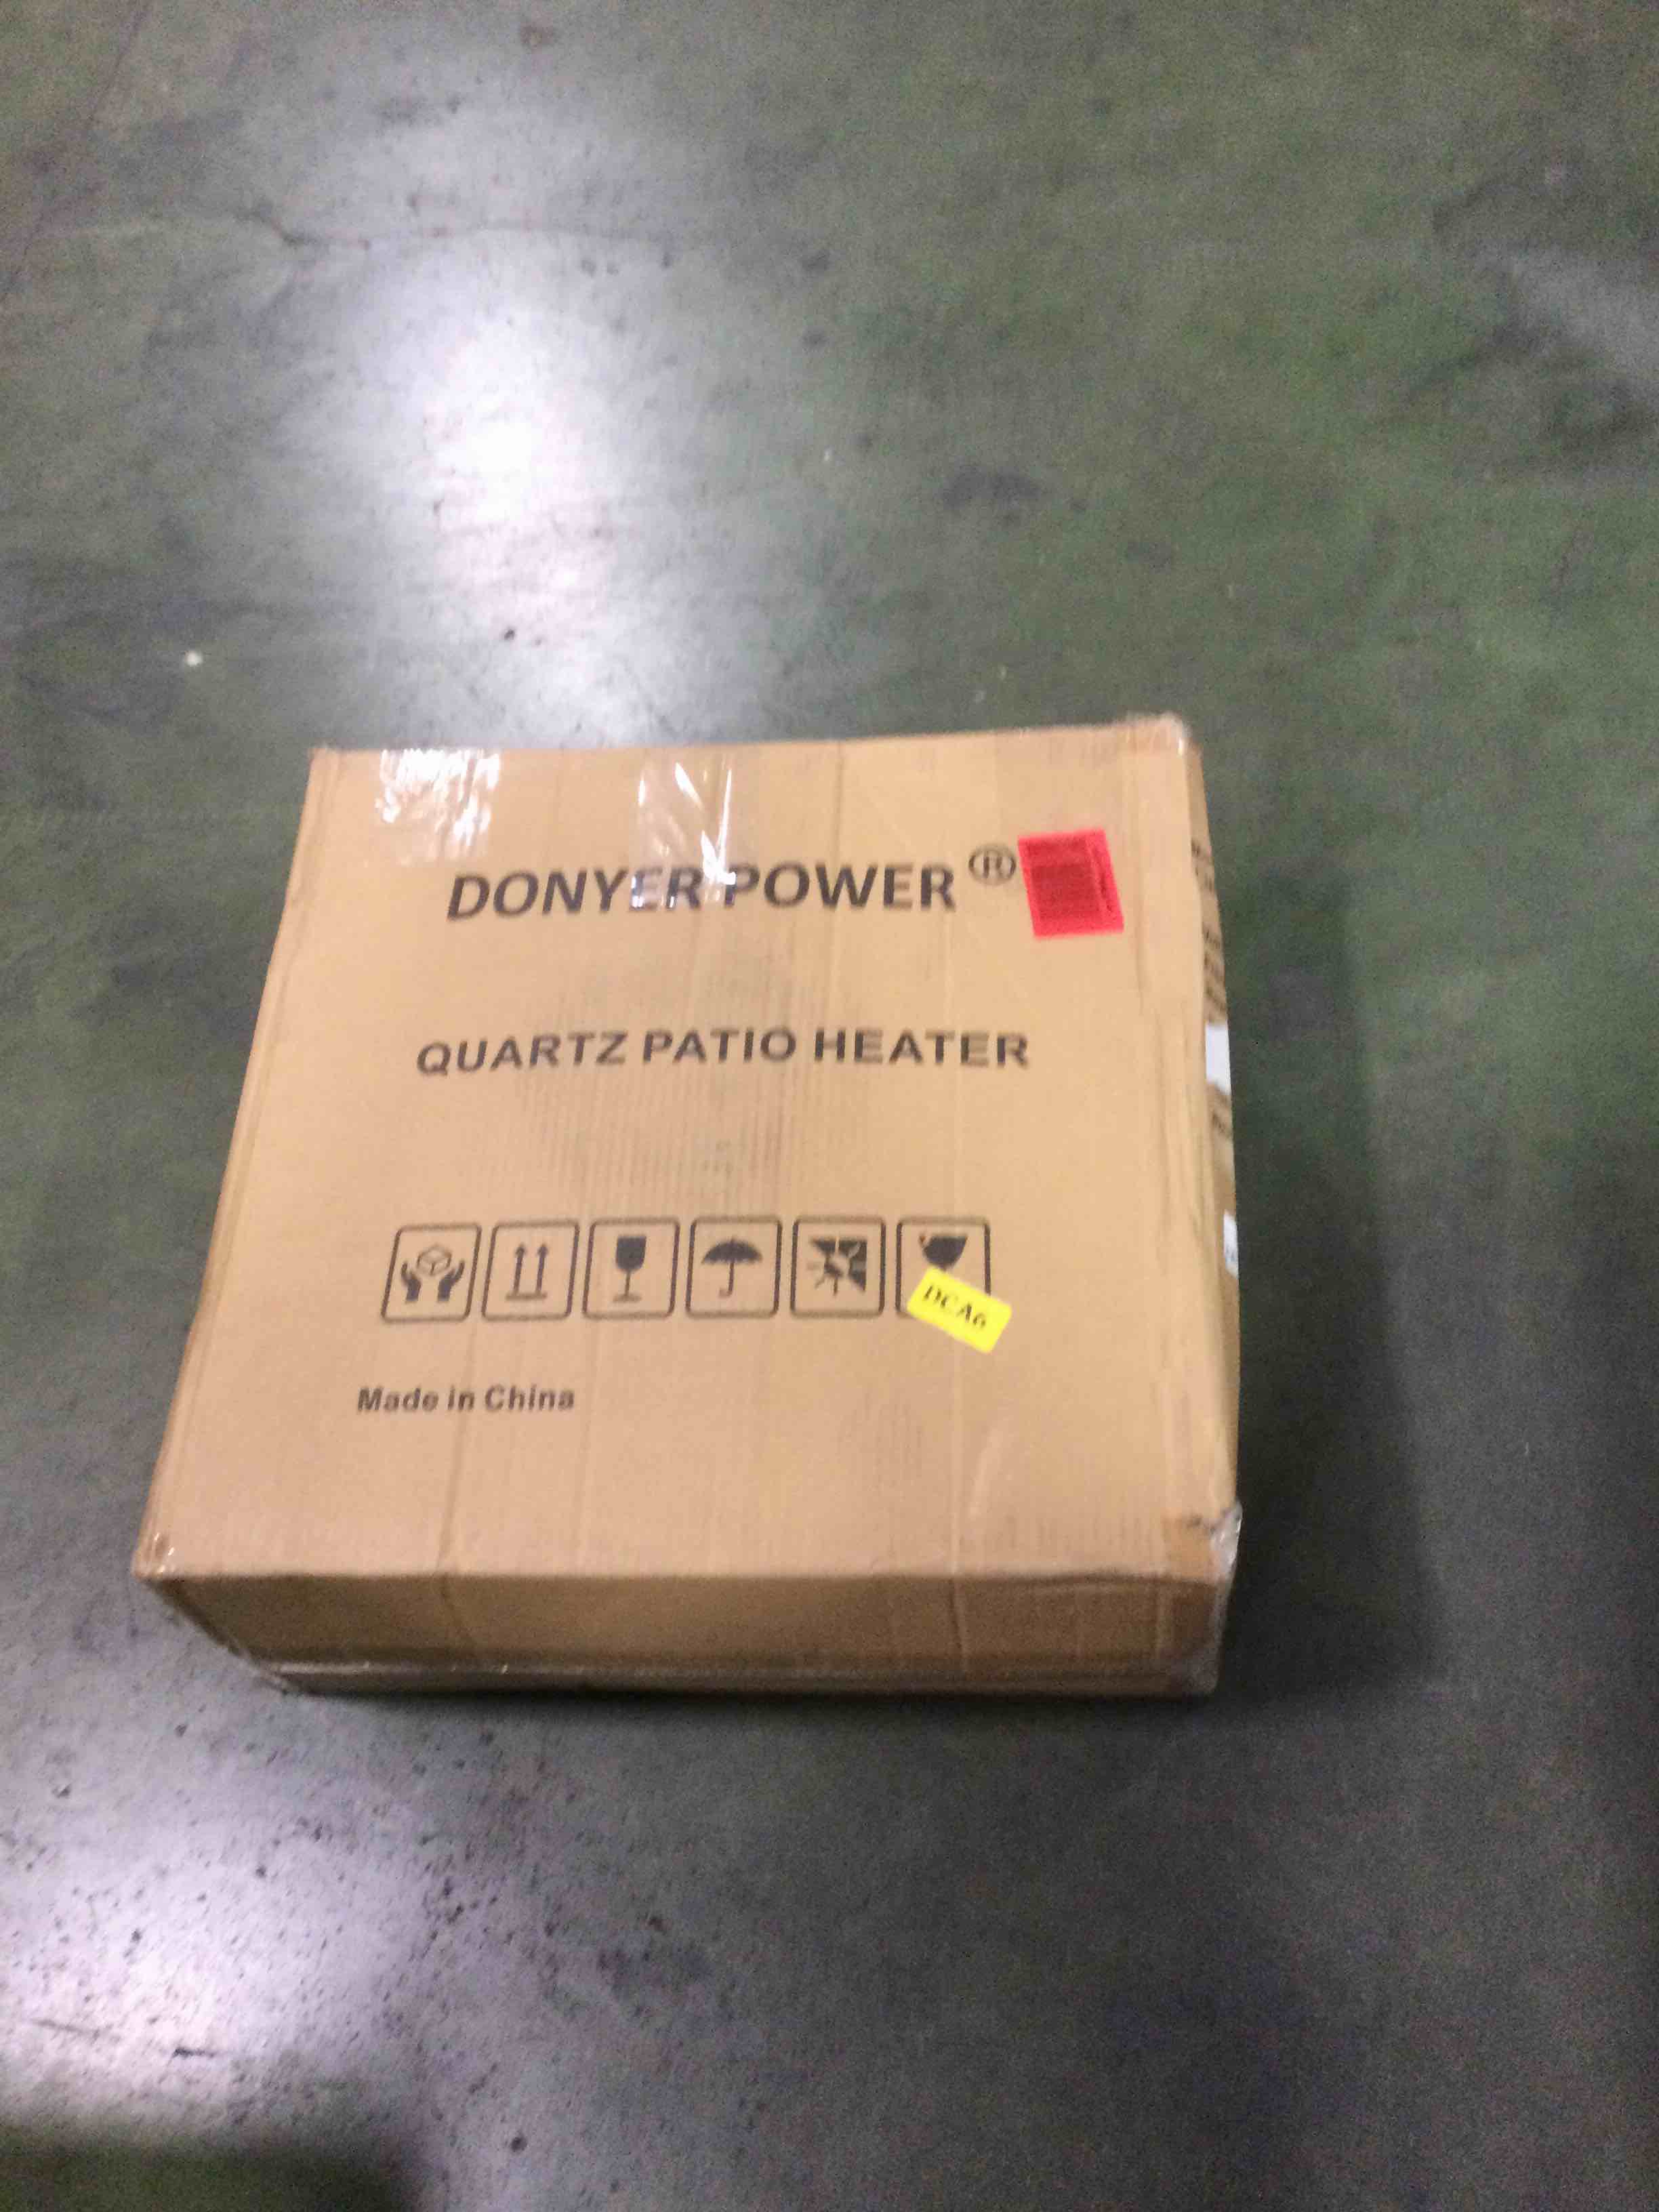 DONYER POWER ®
QUARTZ PATIO HEATER
DCA6
Made in China